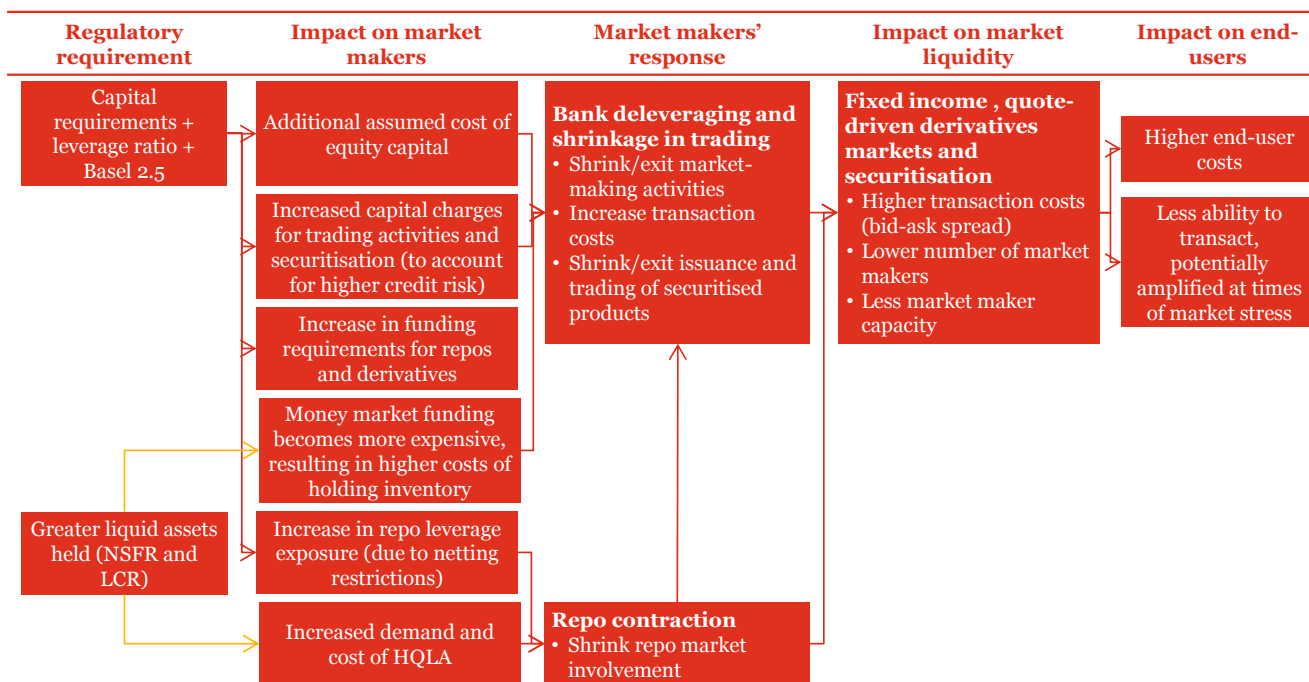 Regulatory
requirement
Impact on market
makers
Market makers’
response
Impact on market
liquidity
Impact on end-
users
Capital
requirements +
leverage ratio +
Basel 2.5
Greater liquid assets
held (NSFR and
LCR)
Additional assumed cost of
equity capital
Increased capital charges
for trading activities and
securitisation (to account
for higher credit risk)
Increase in funding
requirements for repos
and derivatives
Money market funding
becomes more expensive,
resulting in higher costs of
holding inventory
Increase in repo leverage
exposure (due to netting
restrictions)
Increased demand and
cost of HQLA
Bank deleveraging and
shrinkage in trading
• Shrink/exit market-
making activities
• Increase transaction
costs
• Shrink/exit issuance and
trading of securitised
products
Repo contraction
• Shrink repo market
involvement
Fixed income , quote-
driven derivatives
markets and
securitisation
• Higher transaction costs
(bid-ask spread)
• Lower number of market
makers
• Less market maker
capacity
Higher end-user
costs
Less ability to
transact,
potentially
amplified at times
of market stress